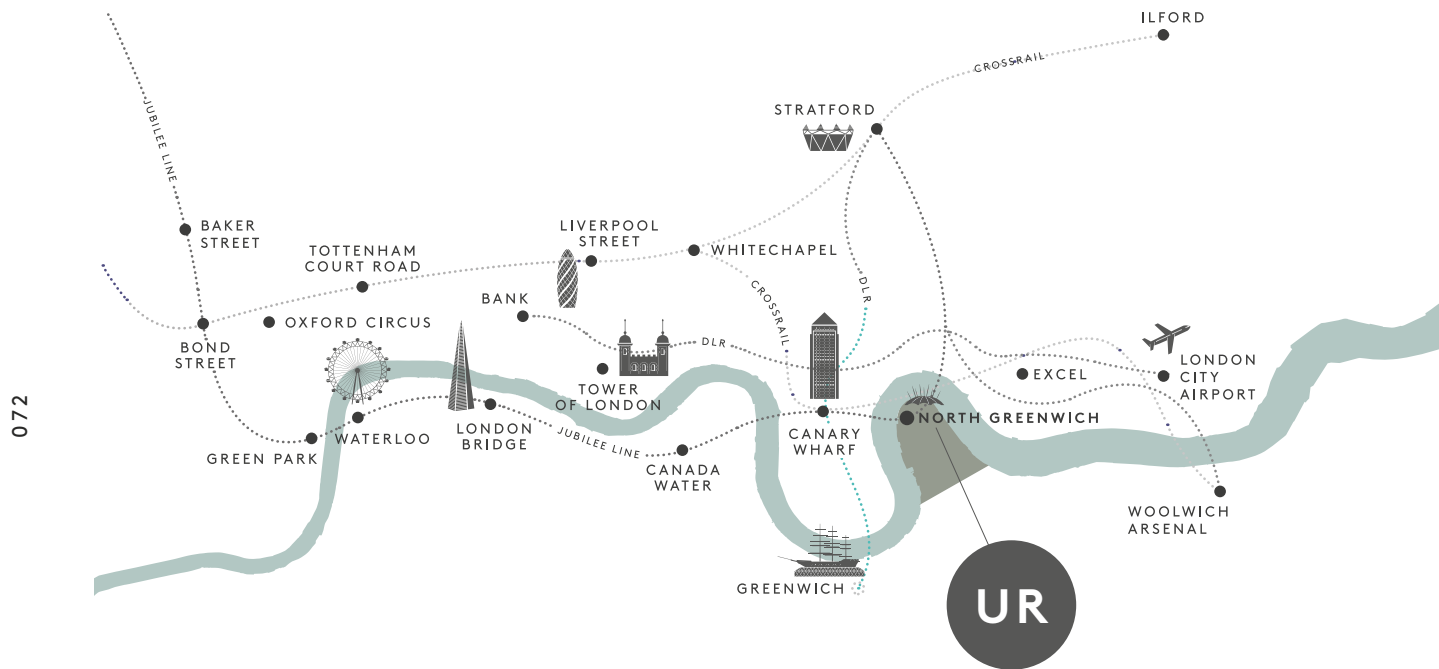 ILFORD
CROSSRAIL
STRATFORD
JUBILEE LINE
BAKER
STREET
TOTTENHAM
COURT ROAD
LIVERPOOL
STREET
WHITECHAPEL
DLR
CROSSRAIL
BANK
OXFORD CIRCUS
BOND
STREET
DLR
TOWER
OF LONDON
EXCEL
LONDON
CITY
AIRPORT
072
WATERLOO
GREEN PARK
LONDON
BRIDGE
JUBILEE LINE
CANADA
WATER
CANARY
WHARF
NORTH GREENWICH
WOOLWICH
ARSENAL
GREENWICH
UR